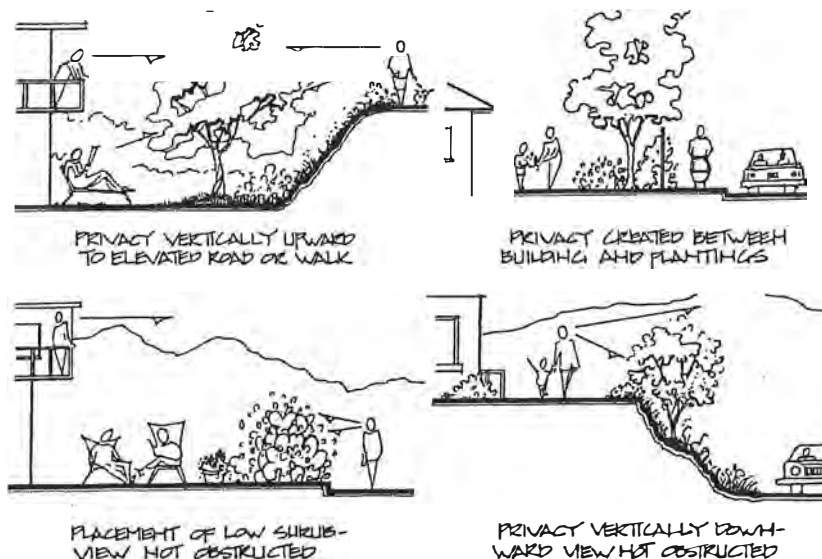 PRIVACY VERTICALLY UPWARD
TO ELEVATED ROAD OR WALK
PRIVACY CREATED BETWEEN
BUILDING AND PLANTINGS
PLACEMENT OF LOW SHRUB-
VIEW NOT OBSTRUCTED
PRIVACY VERTICALLY DOWN-
WARD VIEW NOT OBSTRUCTED